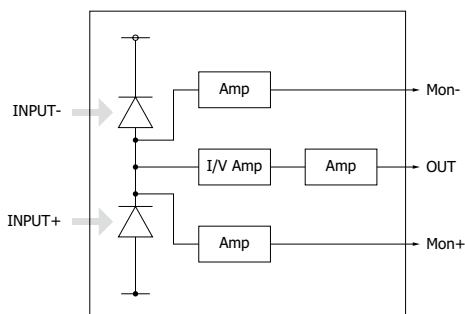 Amp
Mon-
INPUT-
I/V Amp
Amp
OUT
INPUT+
Amp
Mon+